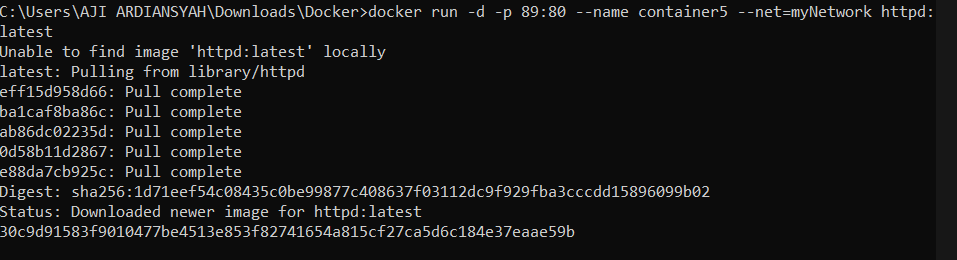 C:\Users\AJI ARDIANSYAH\Downloads\Docker>docker run -d -p 89:80 --name container5 --net=myNetwork httpd:
latest
Unable to find image 'httpd:latest' locally
latest: Pulling from library/httpd
eff15d958d66: Pull complete
ba1caf8ba86c: Pull complete
ab86dc02235d: Pull complete
0d58b11d2867: Pull complete
e88da7cb925c: Pull complete
Digest: sha256:1d71eef54c08435c0be99877c408637f03112dc9f929fba3cccdd15896099b02
Status: Downloaded newer image for httpd:latest
30c9d91583f9010477be4513e853f82741654a815cf27ca5d6c184e37eaae59b